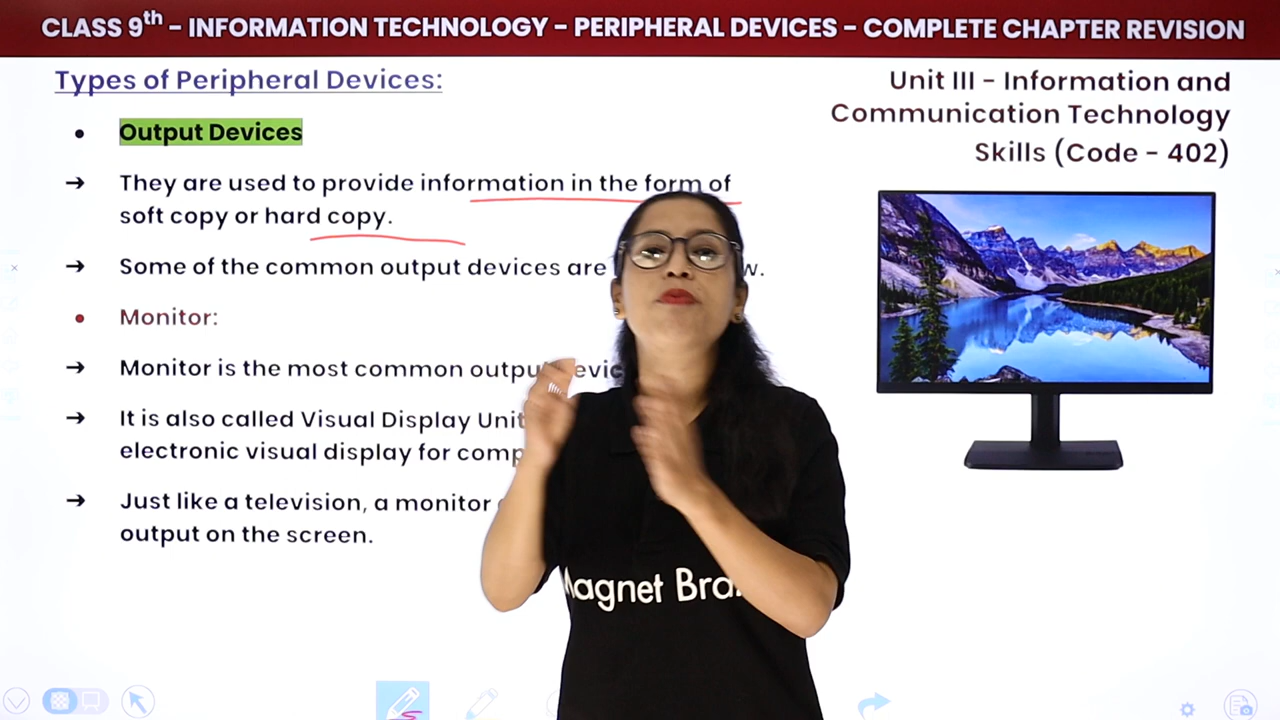 CLASS 9th - INFORMATION TECHNOLOGY - PERIPHERAL DEVICES - COMPLETE CHAPTER REVISION
Types of Peripheral Devices:
• Output Devices
→ They are used to provide information in the form of
soft copy or hard copy.
→ Some of the common output devices are
• Monitor:
→ Monitor is the most common output
→ It is also called Visual Display Unit
electronic visual display for
→ Just like a television, a monitor
output on the screen.
Unit III - Information and
Communication Technology
Skills (Code - 402)
Magnet